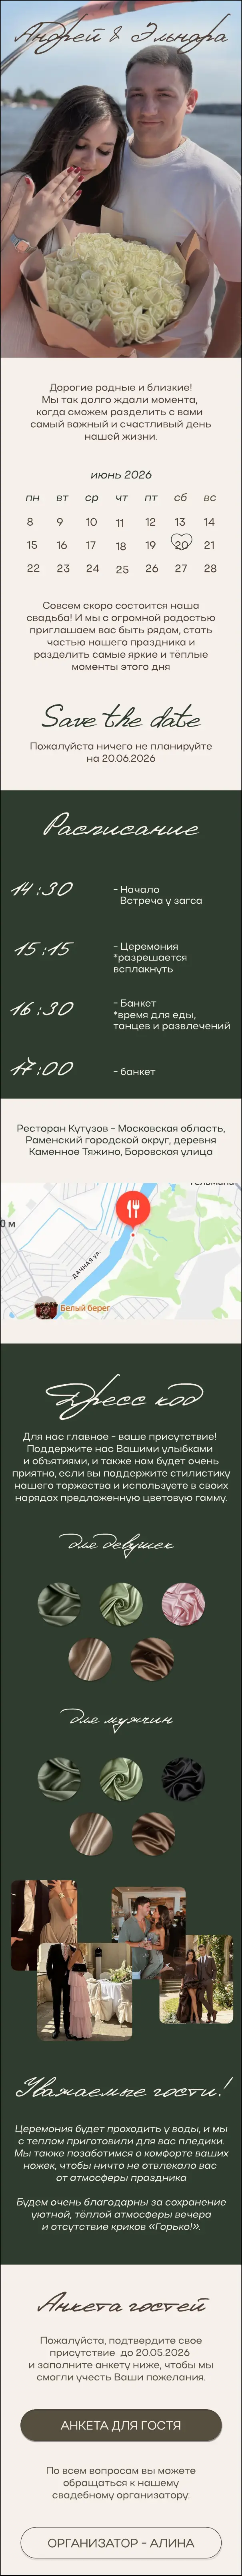 Андрей & Эльнара
Дорогие родные и близкие!
Мы так долго ждали момента,
когда сможем разделить с вами
самый важный и счастливый день
нашей жизни.
июнь 2026
пн вт ср чт пт сб вс
8 9 10 11 12 13 14
15 16 17 18 19 20 21
22 23 24 25 26 27 28
Совсем скоро состоится наша
свадьба! И мы с огромной радостью
приглашаем вас быть рядом, стать
частью нашего праздника и
разделить самые яркие и тёплые
моменты этого дня
Save the date
Пожалуйста ничего не планируйте
на 20.06.2026
Расписание
14:30
- Начало
Встреча у загса
15:15
- Церемония
*разрешается
всплакнуть
16:30
- Банкет
*время для еды,
танцев и развлечений
17:00
- банкет
Ресторан Кутузов - Московская область,
Раменский городской округ, деревня
Каменное Тяжино, Боровская улица
0 м
ДАЧНАЯ УЛ.
Белый берег
Дресс код
Для нас главное - ваше присутствие!
Поддержите нас Вашими улыбками
и объятиями, и также нам будет очень
приятно, если вы поддержите стилистику
нашего торжества и используете в своих
нарядах предложенную цветовую гамму.
для девушек
для мужчин
Уважаемые гости!
Церемония будет проходить у воды, и мы
с теплом приготовили для вас пледики.
Мы также позаботимся о комфорте ваших
ножек, чтобы ничто не отвлекало вас
от атмосферы праздника
Будем очень благодарны за сохранение
уютной, тёплой атмосферы вечера
и отсутствие криков «Горько!».
Анкета гостей
Пожалуйста, подтвердите свое
присутствие до 20.05.2026
и заполните анкету ниже, чтобы мы
смогли учесть Ваши пожелания.
АНКЕТА ДЛЯ ГОСТЯ
По всем вопросам вы можете
обращаться к нашему
свадебному организатору:
ОРГАНИЗАТОР - АЛИНА